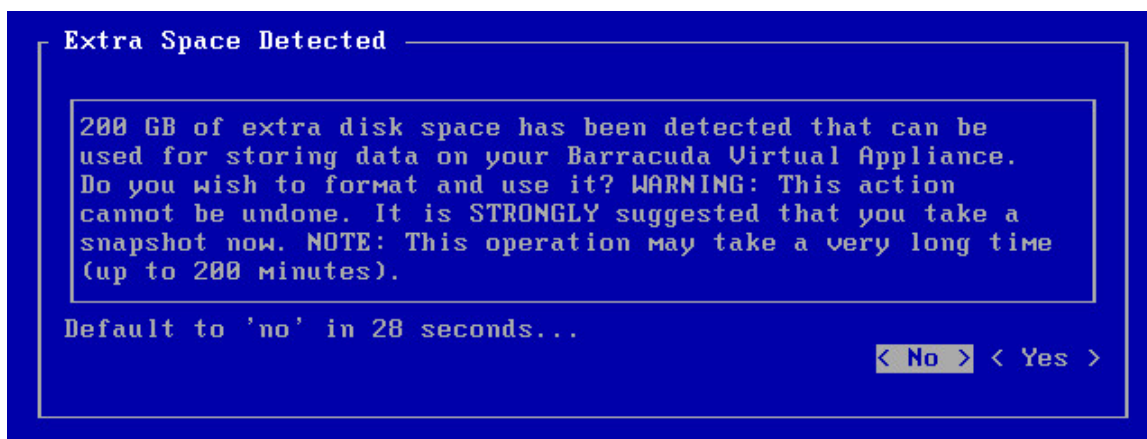 Extra Space Detected
200 GB of extra disk space has been detected that can be
used for storing data on your Barracuda Virtual Appliance.
Do you wish to format and use it? WARNING: This action
cannot be undone. It is STRONGLY suggested that you take a
snapshot now. NOTE: This operation may take a very long time
(up to 200 minutes).
Default to 'no' in 28 seconds...
< No > < Yes >